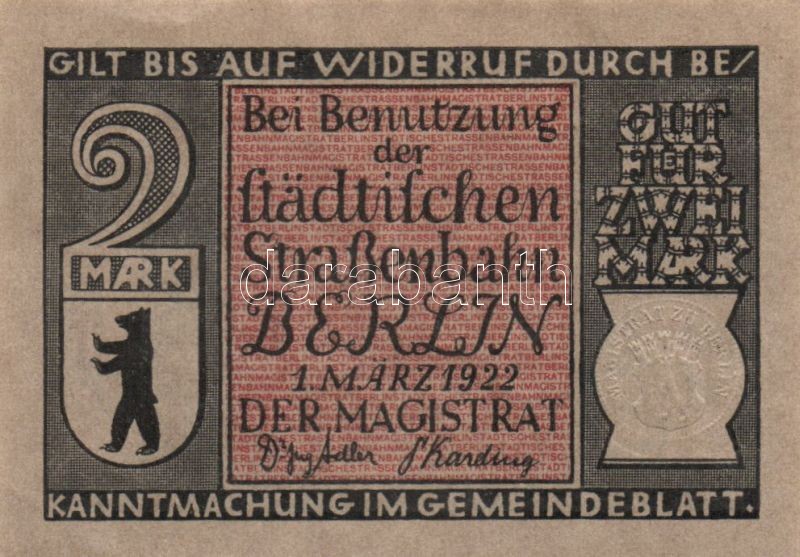 GILT BIS AUF WIDERRUF DURCH BE/
2
MARK
Bei Benutzung
der
ſtädtiſchen
Straßenbahn
BERLIN
1. MÄRZ 1922
DER MAGISTRAT
GUT
FÜR
ZWEI
MARK
darabanth
KANNTMACHUNG IM GEMEINDEBLATT.